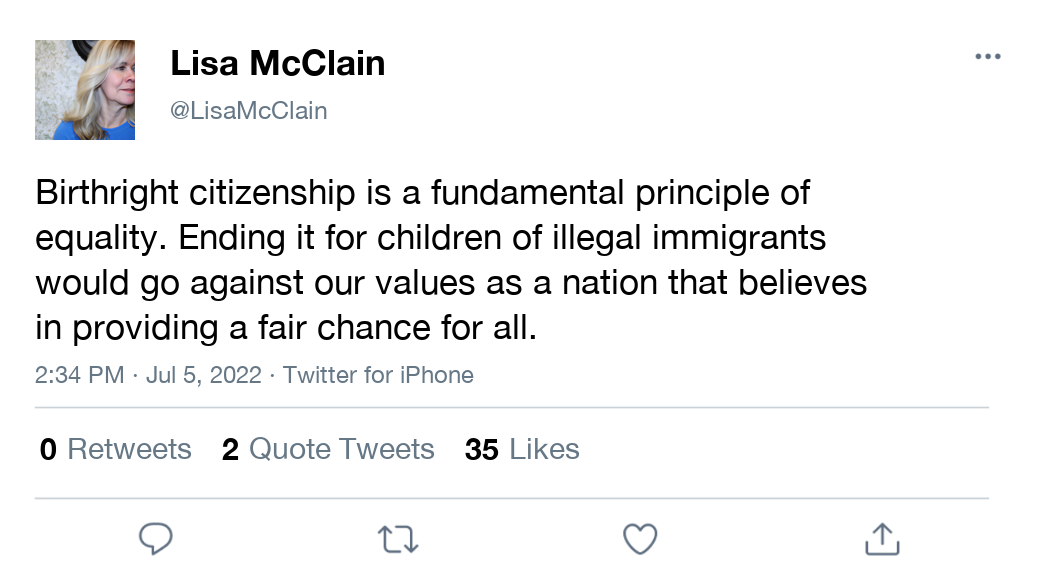 Lisa McClain
@LisaMcClain
Birthright citizenship is a fundamental principle of
equality. Ending it for children of illegal immigrants
would go against our values as a nation that believes
in providing a fair chance for all.
2:34 PM · Jul 5, 2022 · Twitter for iPhone
0 Retweets 2 Quote Tweets 35 Likes